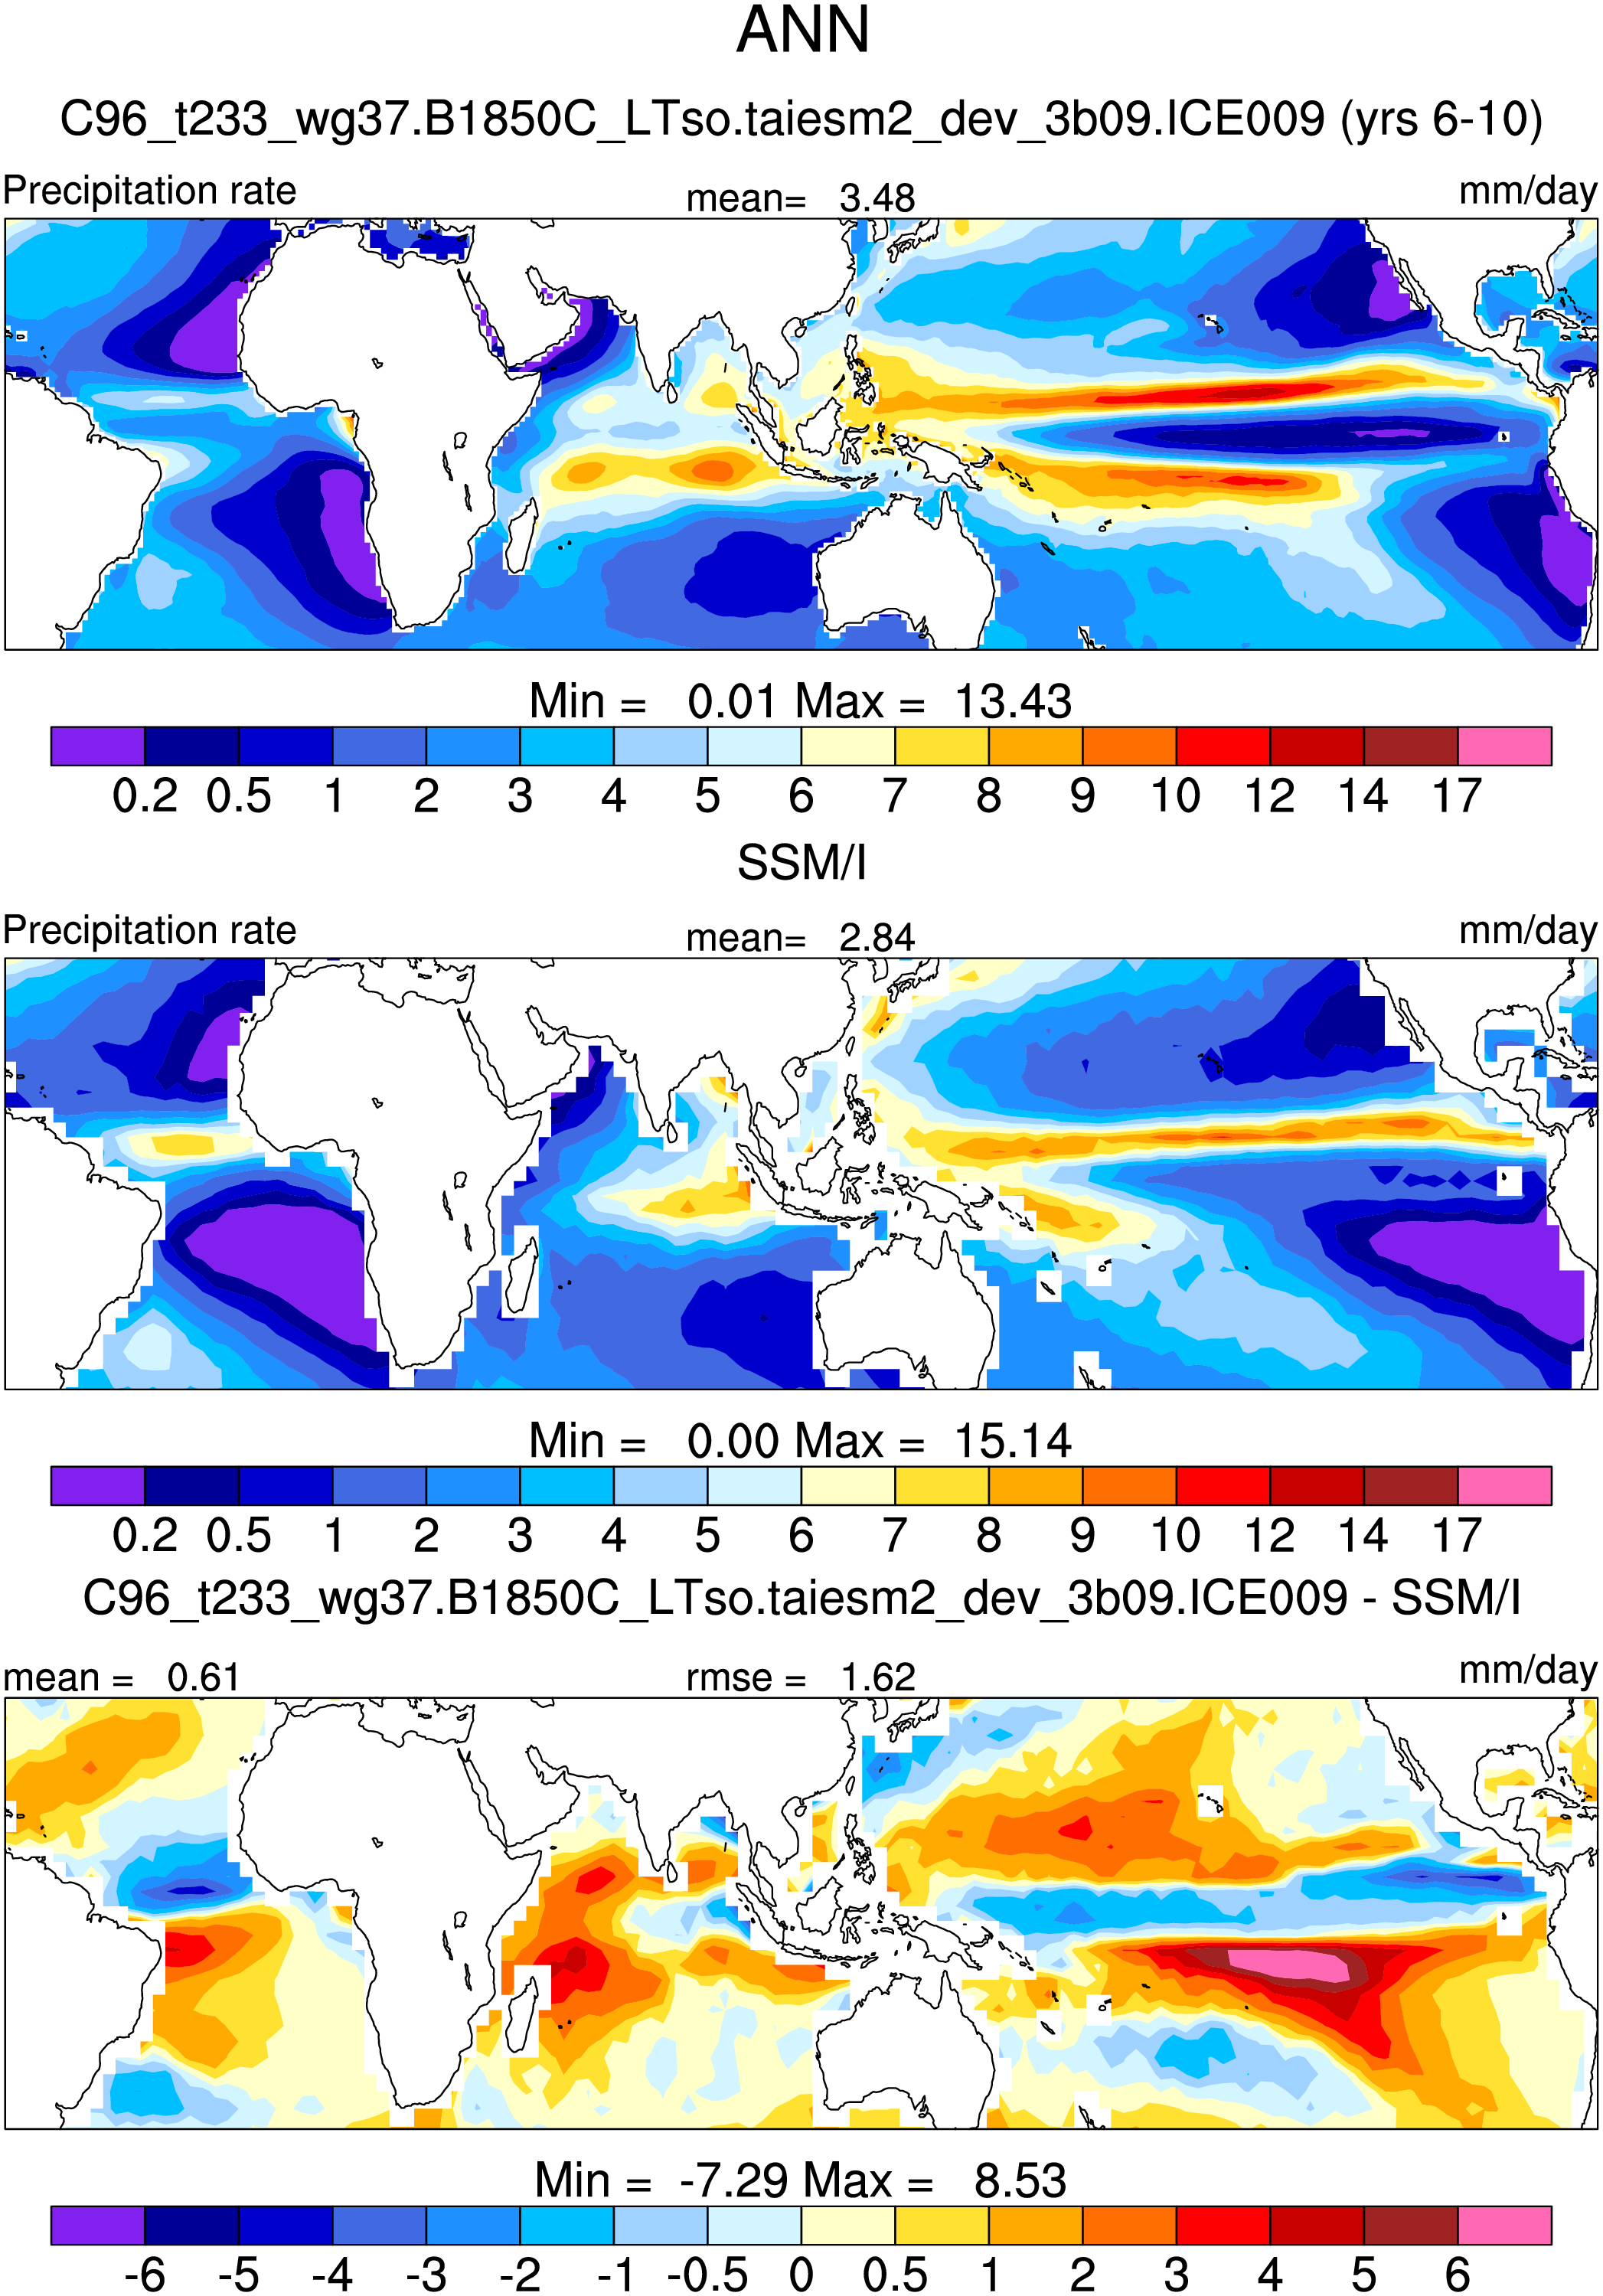 ANN
C96_t233_wg37.B1850C_LTso.taiesm2_dev_3b09.ICE009 (yrs 6-10)
Precipitation rate mean= 3.48 mm/day
Min = 0.01 Max = 13.43
0.2 0.5 1 2 3 4 5 6 7 8 9 10 12 14 17
SSM/I
Precipitation rate mean= 2.84 mm/day
Min = 0.00 Max = 15.14
0.2 0.5 1 2 3 4 5 6 7 8 9 10 12 14 17
C96_t233_wg37.B1850C_LTso.taiesm2_dev_3b09.ICE009 - SSM/I
mean = 0.61 rmse = 1.62 mm/day
Min = -7.29 Max = 8.53
-6 -5 -4 -3 -2 -1 -0.5 0 0.5 1 2 3 4 5 6